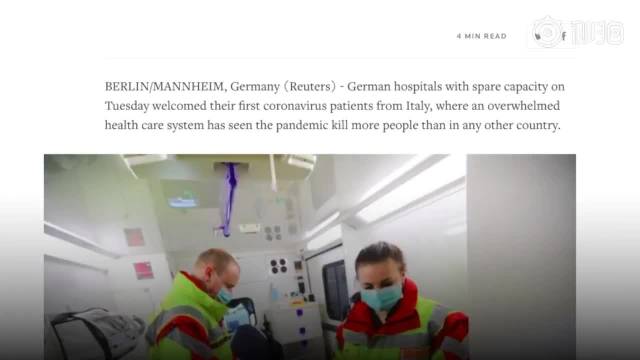 4 MIN READ
BERLIN/MANNHEIM, Germany (Reuters) - German hospitals with spare capacity on
Tuesday welcomed their first coronavirus patients from Italy, where an overwhelmed
health care system has seen the pandemic kill more people than in any other country.